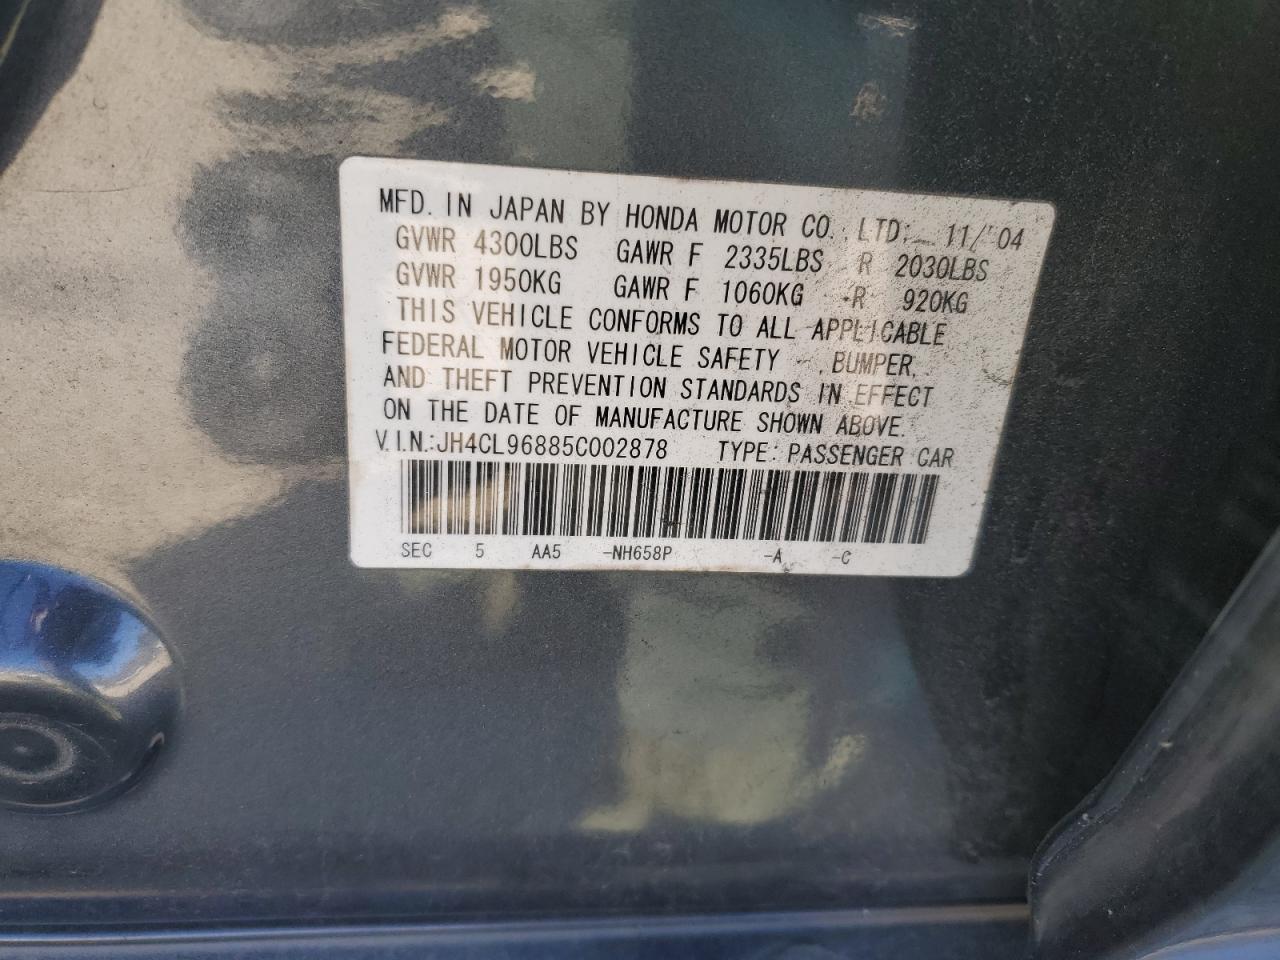 MFD. IN JAPAN BY HONDA MOTOR CO., LTD. 11/'04
GVWR 4300LBS GAWR F 2335LBS R 2030LBS
GVWR 1950KG GAWR F 1060KG R 920KG
THIS VEHICLE CONFORMS TO ALL APPLICABLE
FEDERAL MOTOR VEHICLE SAFETY , BUMPER,
AND THEFT PREVENTION STANDARDS IN EFFECT
ON THE DATE OF MANUFACTURE SHOWN ABOVE.
V.I.N.:JH4CL96885C002878 TYPE: PASSENGER CAR
SEC 5 AA5 -NH658P -A -C